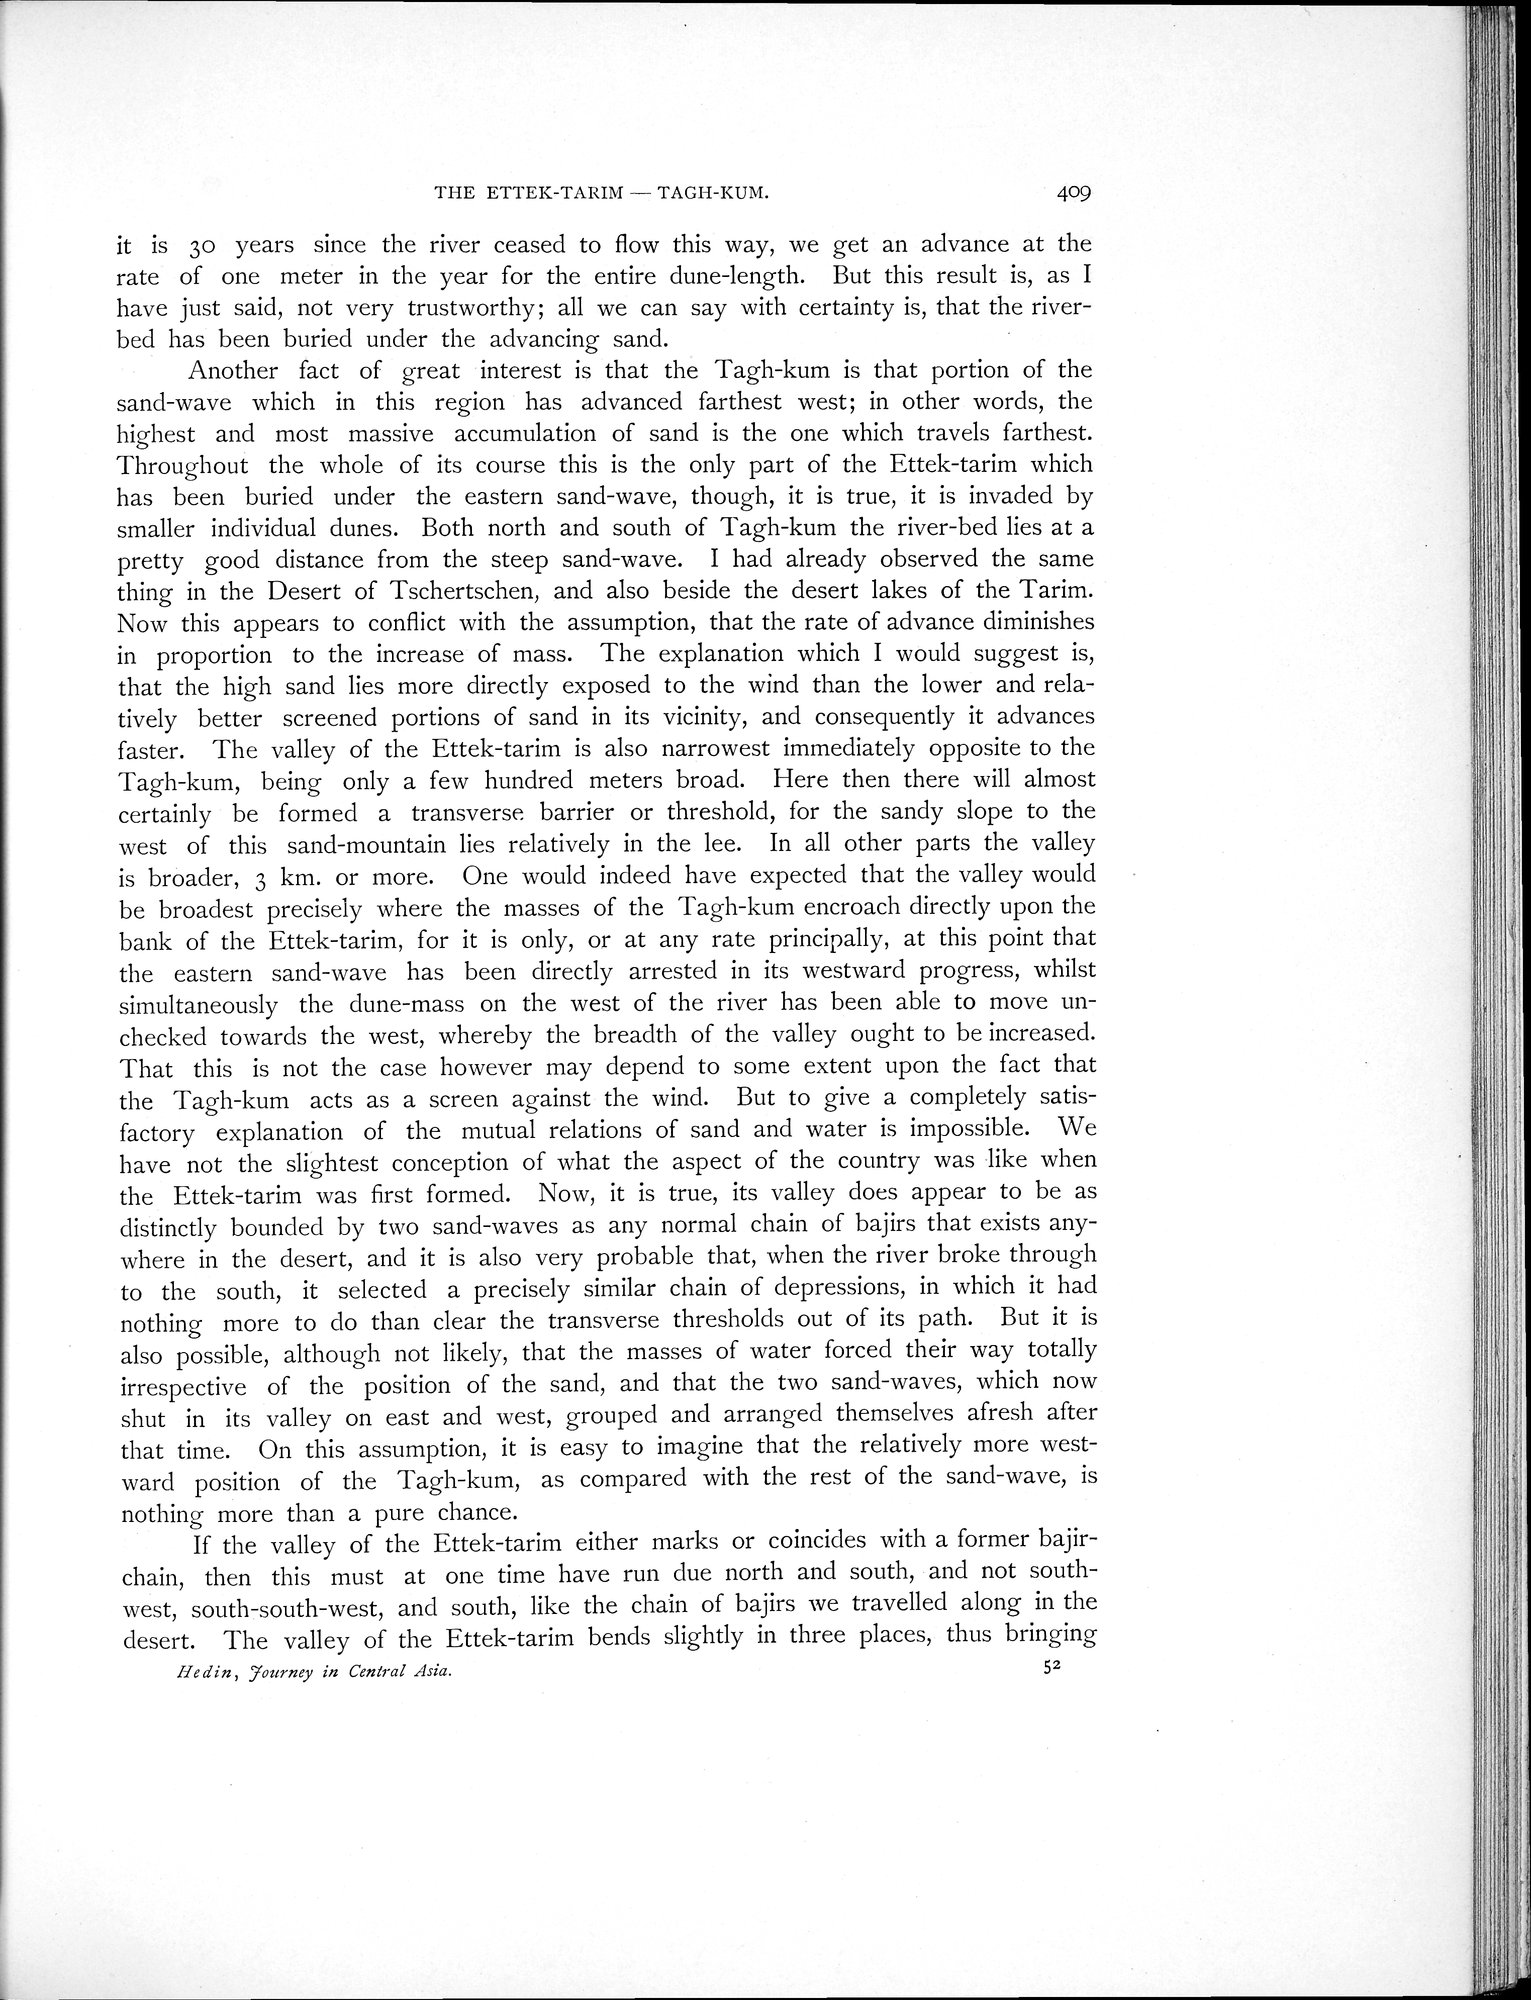 THE ETTEK-TARIM — TAGH-KUM. 409
it is 30 years since the river ceased to flow this way, we get an advance at the
rate of one meter in the year for the entire dune-length. But this result is, as I
have just said, not very trustworthy; all we can say with certainty is, that the river-
bed has been buried under the advancing sand.
Another fact of great interest is that the Tagh-kum is that portion of the
sand-wave which in this region has advanced farthest west; in other words, the
highest and most massive accumulation of sand is the one which travels farthest.
Throughout the whole of its course this is the only part of the Ettek-tarim which
has been buried under the eastern sand-wave, though, it is true, it is invaded by
smaller individual dunes. Both north and south of Tagh-kum the river-bed lies at a
pretty good distance from the steep sand-wave. I had already observed the same
thing in the Desert of Tschertschen, and also beside the desert lakes of the Tarim.
Now this appears to conflict with the assumption, that the rate of advance diminishes
in proportion to the increase of mass. The explanation which I would suggest is,
that the high sand lies more directly exposed to the wind than the lower and rela-
tively better screened portions of sand in its vicinity, and consequently it advances
faster. The valley of the Ettek-tarim is also narrowest immediately opposite to the
Tagh-kum, being only a few hundred meters broad. Here then there will almost
certainly be formed a transverse barrier or threshold, for the sandy slope to the
west of this sand-mountain lies relatively in the lee. In all other parts the valley
is broader, 3 km. or more. One would indeed have expected that the valley would
be broadest precisely where the masses of the Tagh-kum encroach directly upon the
bank of the Ettek-tarim, for it is only, or at any rate principally, at this point that
the eastern sand-wave has been directly arrested in its westward progress, whilst
simultaneously the dune-mass on the west of the river has been able to move un-
checked towards the west, whereby the breadth of the valley ought to be increased.
That this is not the case however may depend to some extent upon the fact that
the Tagh-kum acts as a screen against the wind. But to give a completely satis-
factory explanation of the mutual relations of sand and water is impossible. We
have not the slightest conception of what the aspect of the country was like when
the Ettek-tarim was first formed. Now, it is true, its valley does appear to be as
distinctly bounded by two sand-waves as any normal chain of bajirs that exists any-
where in the desert, and it is also very probable that, when the river broke through
to the south, it selected a precisely similar chain of depressions, in which it had
nothing more to do than clear the transverse thresholds out of its path. But it is
also possible, although not likely, that the masses of water forced their way totally
irrespective of the position of the sand, and that the two sand-waves, which now
shut in its valley on east and west, grouped and arranged themselves afresh after
that time. On this assumption, it is easy to imagine that the relatively more west-
ward position of the Tagh-kum, as compared with the rest of the sand-wave, is
nothing more than a pure chance.
If the valley of the Ettek-tarim either marks or coincides with a former bajir-
chain, then this must at one time have run due north and south, and not south-
west, south-south-west, and south, like the chain of bajirs we travelled along in the
desert. The valley of the Ettek-tarim bends slightly in three places, thus bringing
Hedin, Journey in Central Asia. 52